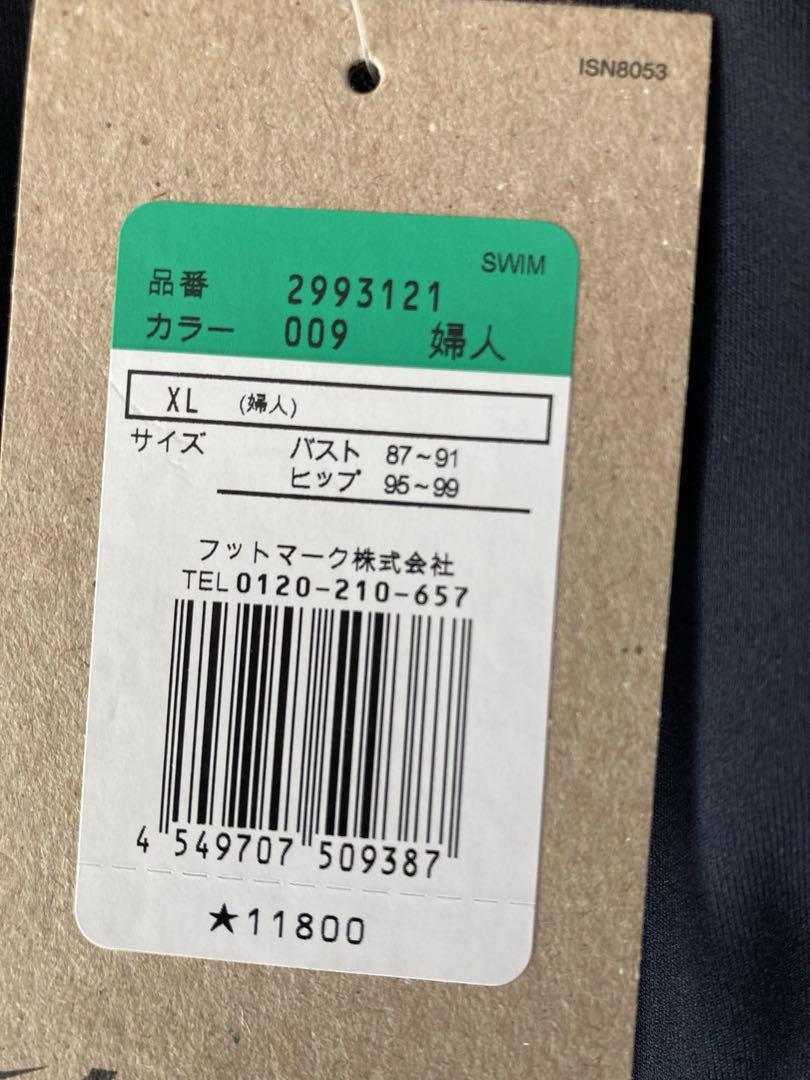 ISN8053
SWIM
品番 2993121
カラー 009 婦人
XL (婦人)
サイズ バスト 87~91
ヒップ 95~99
フットマーク株式会社
TEL 0120-210-657
4 549707 509387
★11800